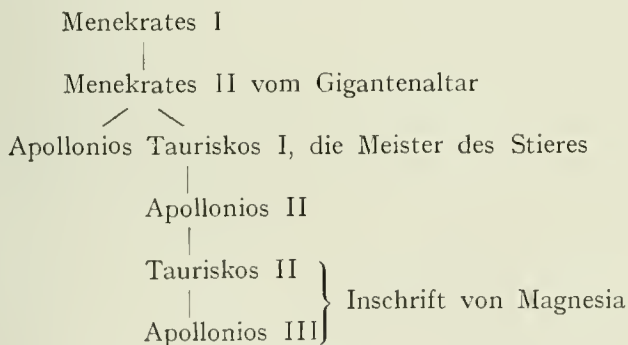 Menekrates I
Menekrates II vom Gigantenaltar
Apollonios Tauriskos I, die Meister des Stieres
Apollonios II
Tauriskos II
Inschrift von Magnesia
Apollonios III